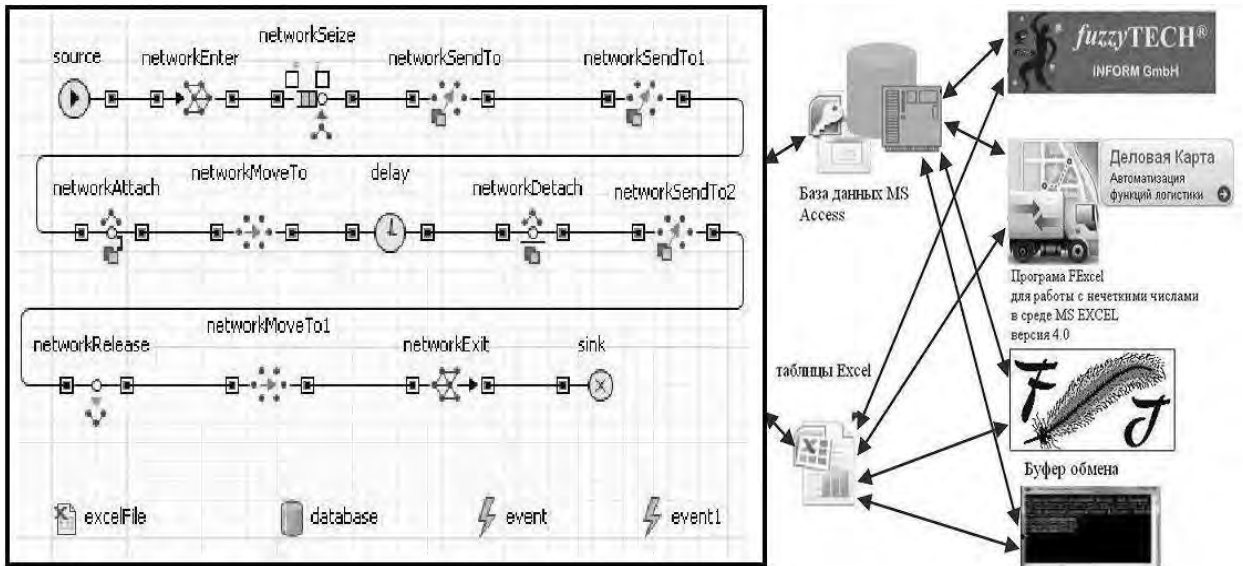 source
networkEnter
networkSeize
networkSendTo
networkSendTo1
networkAttach
networkMoveTo
delay
networkDetach
networkSendTo2
networkRelease
networkMoveTo1
networkExit
sink
excelFile
database
event
event1
База данных MS
Access
таблицы Excel
fuzzyTECH®
INFORM GmbH
Деловая Карта
Автоматизация
функций логистики
Програма FExcel
для работы с нечеткими числами
в среде MS EXCEL
версия 4.0
Буфер обмена